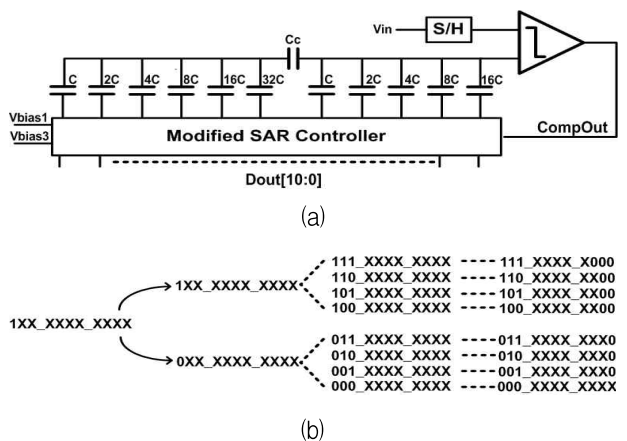 Vin
S/H
Cc
C 2C 4C 8C 16C 32C C 2C 4C 8C 16C
Vbias1
Vbias3
Modified SAR Controller
CompOut
Dout[10:0]
(a)
111_XXXX_XXXX 111_XXXX_X000
110_XXXX_XXXX 110_XXXX_XX00
1XX_XXXX_XXXX
101_XXXX_XXXX 101_XXXX_XX00
100_XXXX_XXXX 100_XXXX_XX00
1XX_XXXX_XXXX
011_XXXX_XXXX 011_XXXX_XXX0
010_XXXX_XXXX 010_XXXX_XXX0
0XX_XXXX_XXXX
001_XXXX_XXXX 001_XXXX_XXX0
000_XXXX_XXXX 000_XXXX_XXXX
(b)